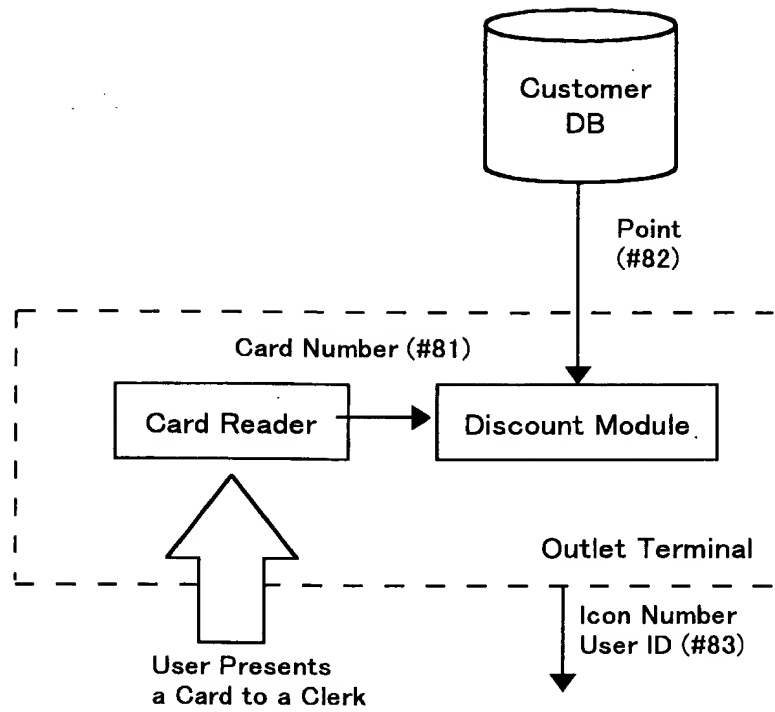 Customer
DB
Point
(#82)
Card Number (#81)
Card Reader
Discount Module
Outlet Terminal
Icon Number
User ID (#83)
User Presents
a Card to a Clerk